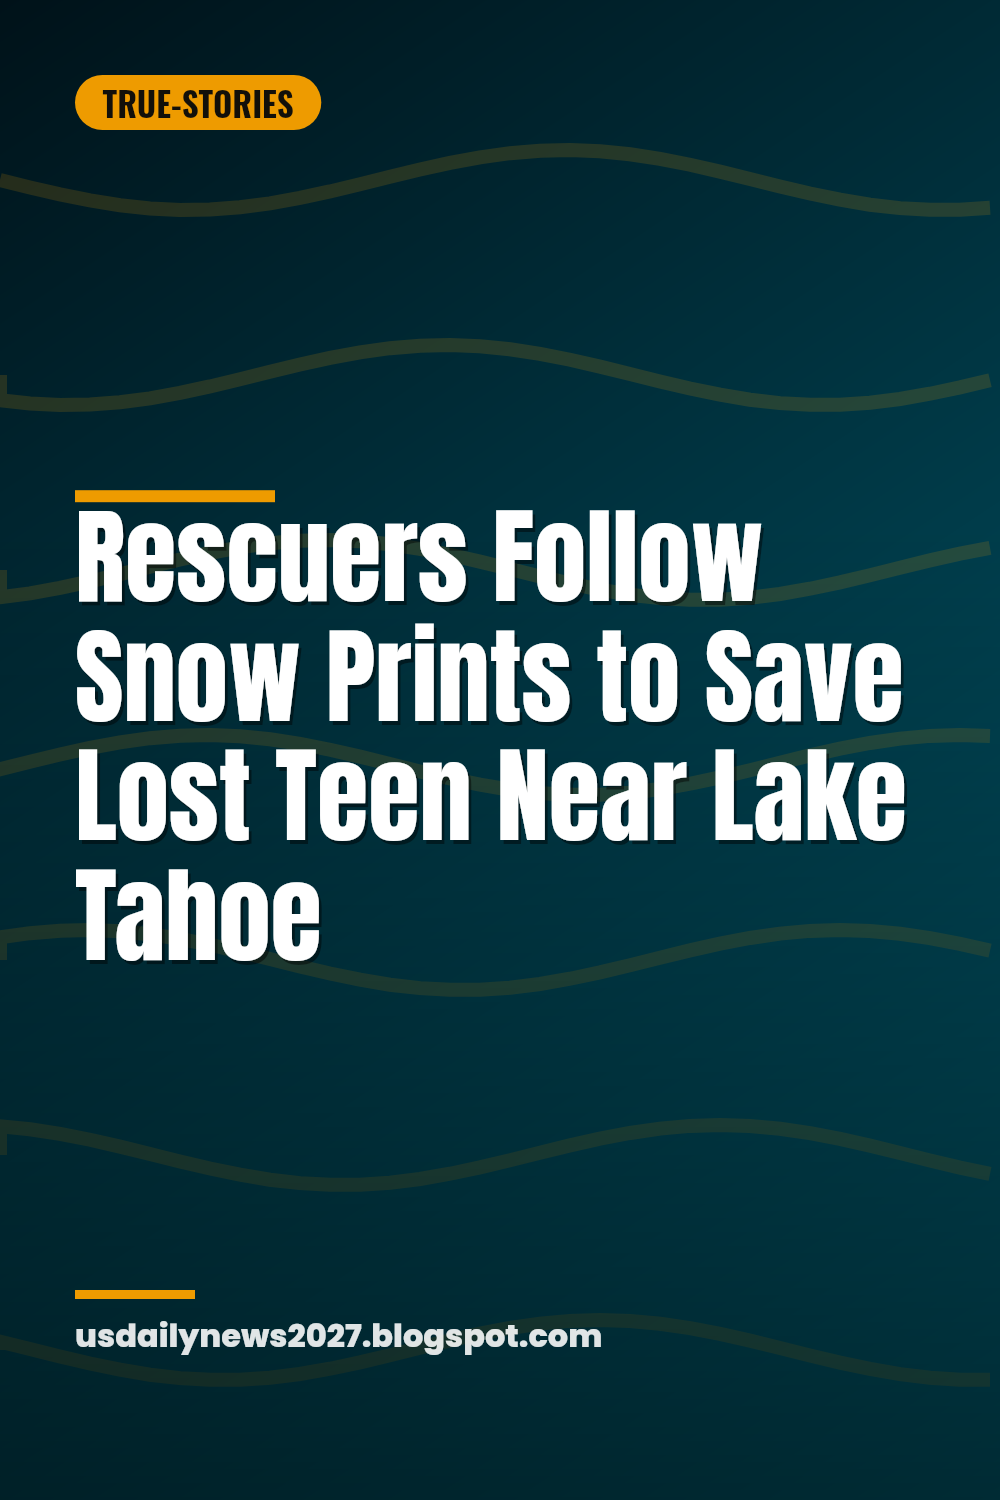 TRUE-STORIES
Rescuers Follow
Snow Prints to Save
Lost Teen Near Lake
Tahoe
usdailynews2027.blogspot.com